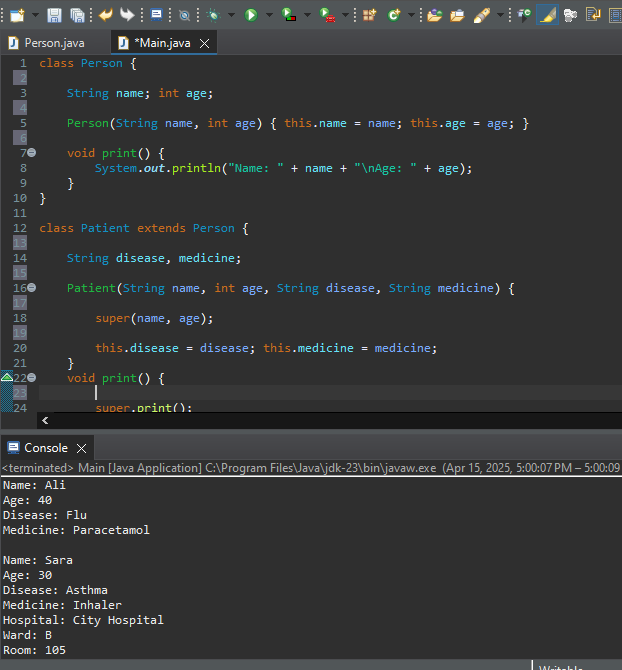 Person.java
*Main.java
1 class Person {
2
3 String name; int age;
4
5 Person(String name, int age) { this.name = name; this.age = age; }
6
7 void print() {
8 System.out.println("Name: " + name + "\nAge: " + age);
9 }
10 }
11
12 class Patient extends Person {
13
14 String disease, medicine;
15
16 Patient(String name, int age, String disease, String medicine) {
17
18 super(name, age);
19
20 this.disease = disease; this.medicine = medicine;
21 }
22 void print() {
23
24 super.print();
Console
<terminated> Main [Java Application] C:\Program Files\Java\jdk-23\bin\javaw.exe (Apr 15, 2025, 5:00:07 PM – 5:00:09
Name: Ali
Age: 40
Disease: Flu
Medicine: Paracetamol
Name: Sara
Age: 30
Disease: Asthma
Medicine: Inhaler
Hospital: City Hospital
Ward: B
Room: 105
Writable